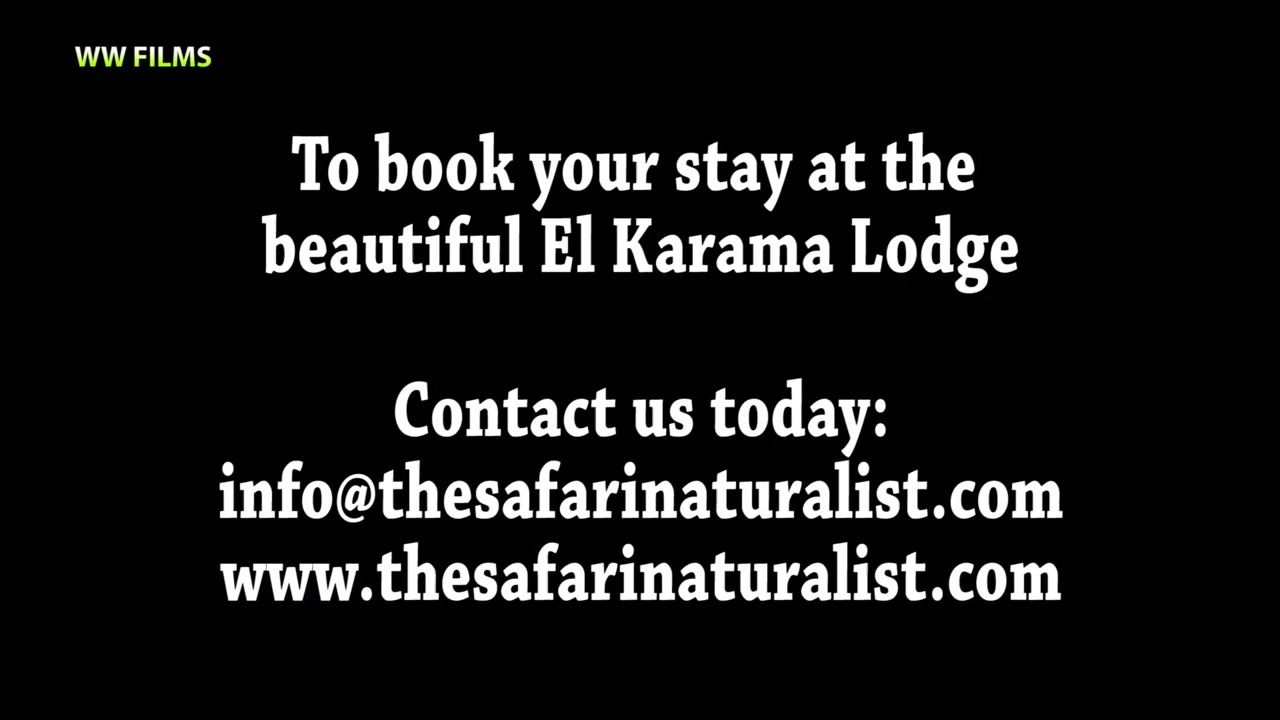 WW FILMS
To book your stay at the
beautiful El Karama Lodge
Contact us today:
info@thesafarinaturalist.com
www.thesafarinaturalist.com